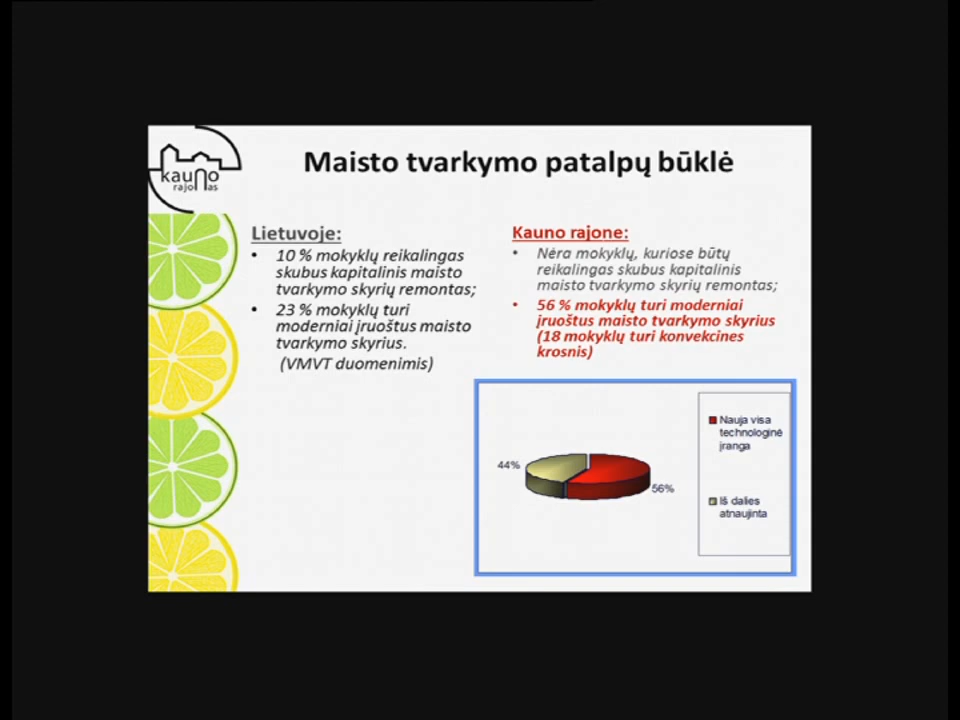 kauno
rajonas
Maisto tvarkymo patalpų būklė
Lietuvoje:
• 10 % mokyklų reikalingas
skubus kapitalinis maisto
tvarkymo skyrių remontas;
• 23 % mokyklų turi
moderniai įruoštus maisto
tvarkymo skyrius.
(VMVT duomenimis)
Kauno rajone:
• Nėra mokyklų, kuriose būtų
reikalingas skubus kapitalinis
maisto tvarkymo skyrių remontas;
• 56 % mokyklų turi moderniai
įruoštus maisto tvarkymo skyrius
(18 mokyklų turi konvekcines
krosnis)
44%
56%
Nauja visa
technologinė
įranga
Iš dalies
atnaujinta